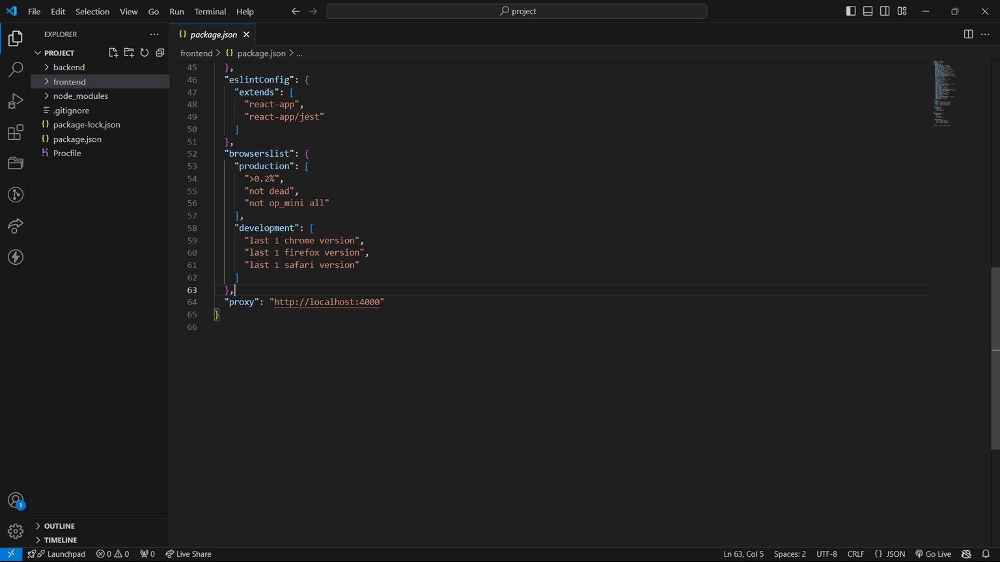 File Edit Selection View Go Run Terminal Help
project
EXPLORER
PROJECT
backend
frontend
node_modules
.gitignore
package-lock.json
package.json
Procfile
OUTLINE
TIMELINE
{} package.json
frontend > {} package.json > ...
45 },
46 "eslintConfig": {
47 "extends": [
48 "react-app",
49 "react-app/jest"
50 ]
51 },
52 "browserslist": {
53 "production": [
54 ">0.2%",
55 "not dead",
56 "not op_mini all"
57 ],
58 "development": [
59 "last 1 chrome version",
60 "last 1 firefox version",
61 "last 1 safari version"
62 ]
63 },
64 "proxy": "http://localhost:4000"
65 }
66
1
Launchpad 0 0 0 Live Share Ln 63, Col 5 Spaces: 2 UTF-8 CRLF {} JSON Go Live